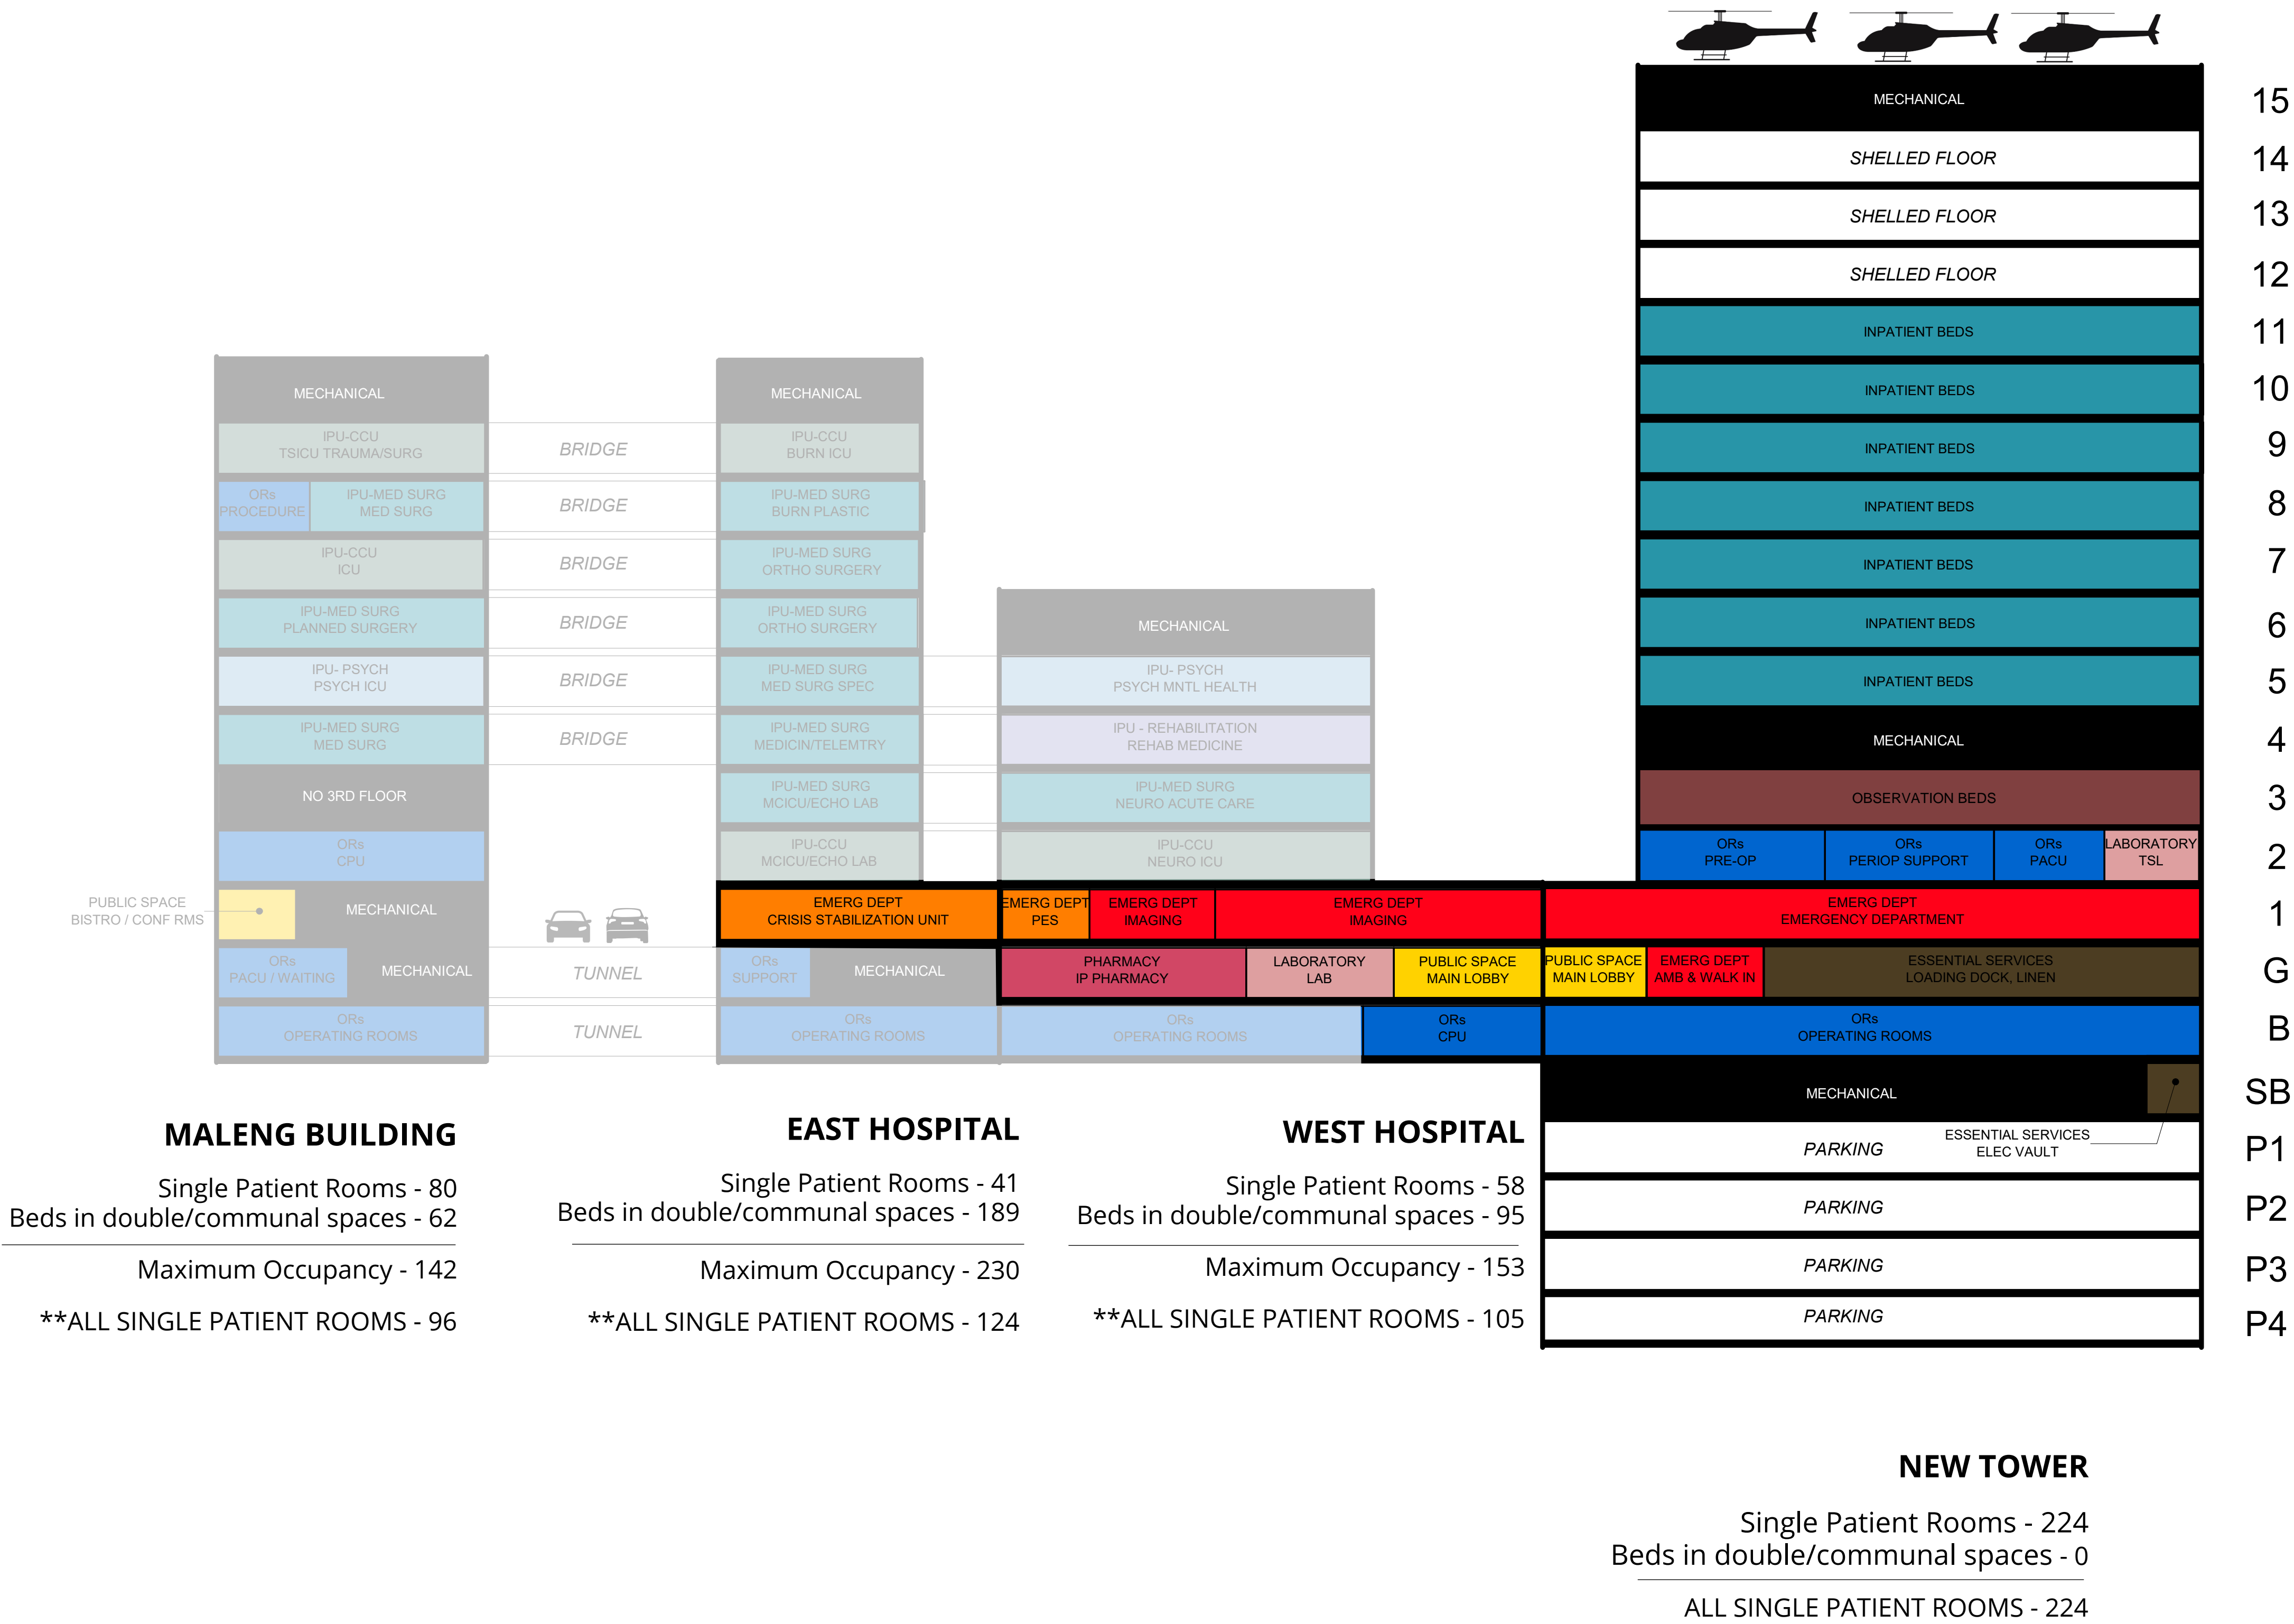 MECHANICAL
15
SHELLED FLOOR
14
SHELLED FLOOR
13
SHELLED FLOOR
12
INPATIENT BEDS
11
MECHANICAL
MECHANICAL
INPATIENT BEDS
10
IPU-CCU
TSICU TRAUMA/SURG
BRIDGE
IPU-CCU
BURN ICU
INPATIENT BEDS
9
ORs
PROCEDURE
IPU-MED SURG
MED SURG
BRIDGE
IPU-MED SURG
BURN PLASTIC
INPATIENT BEDS
8
IPU-CCU
ICU
BRIDGE
IPU-MED SURG
ORTHO SURGERY
INPATIENT BEDS
7
IPU-MED SURG
PLANNED SURGERY
BRIDGE
IPU-MED SURG
ORTHO SURGERY
MECHANICAL
INPATIENT BEDS
6
IPU- PSYCH
PSYCH ICU
BRIDGE
IPU-MED SURG
MED SURG SPEC
IPU- PSYCH
PSYCH MNTL HEALTH
INPATIENT BEDS
5
IPU-MED SURG
MED SURG
BRIDGE
IPU-MED SURG
MEDICIN/TELEMTRY
IPU - REHABILITATION
REHAB MEDICINE
MECHANICAL
4
NO 3RD FLOOR
IPU-MED SURG
MCICU/ECHO LAB
IPU-MED SURG
NEURO ACUTE CARE
OBSERVATION BEDS
3
ORs
CPU
IPU-CCU
MCICU/ECHO LAB
IPU-CCU
NEURO ICU
ORs
PRE-OP
ORs
PERIOP SUPPORT
ORs
PACU
LABORATORY
TSL
2
PUBLIC SPACE
BISTRO / CONF RMS
MECHANICAL
EMERG DEPT
CRISIS STABILIZATION UNIT
EMERG DEPT
PES
EMERG DEPT
IMAGING
EMERG DEPT
IMAGING
EMERG DEPT
EMERGENCY DEPARTMENT
1
ORs
PACU / WAITING
MECHANICAL
TUNNEL
ORs
SUPPORT
MECHANICAL
PHARMACY
IP PHARMACY
LABORATORY
LAB
PUBLIC SPACE
MAIN LOBBY
PUBLIC SPACE
MAIN LOBBY
EMERG DEPT
AMB & WALK IN
ESSENTIAL SERVICES
LOADING DOCK, LINEN
G
ORs
OPERATING ROOMS
TUNNEL
ORs
OPERATING ROOMS
ORs
OPERATING ROOMS
ORs
CPU
ORs
OPERATING ROOMS
B
MECHANICAL
SB
ESSENTIAL SERVICES
ELEC VAULT
PARKING
P1
PARKING
P2
PARKING
P3
PARKING
P4
MALENG BUILDING
Single Patient Rooms - 80
Beds in double/communal spaces - 62
Maximum Occupancy - 142
**ALL SINGLE PATIENT ROOMS - 96
EAST HOSPITAL
Single Patient Rooms - 41
Beds in double/communal spaces - 189
Maximum Occupancy - 230
**ALL SINGLE PATIENT ROOMS - 124
WEST HOSPITAL
Single Patient Rooms - 58
Beds in double/communal spaces - 95
Maximum Occupancy - 153
**ALL SINGLE PATIENT ROOMS - 105
NEW TOWER
Single Patient Rooms - 224
Beds in double/communal spaces - 0
ALL SINGLE PATIENT ROOMS - 224